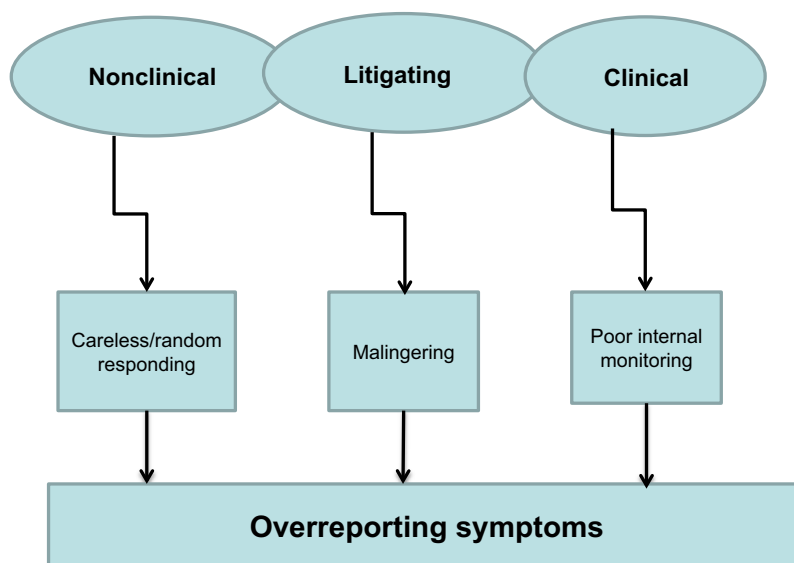 Nonclinical
Litigating
Clinical
Careless/random
responding
Malingering
Poor internal
monitoring
Overreporting symptoms